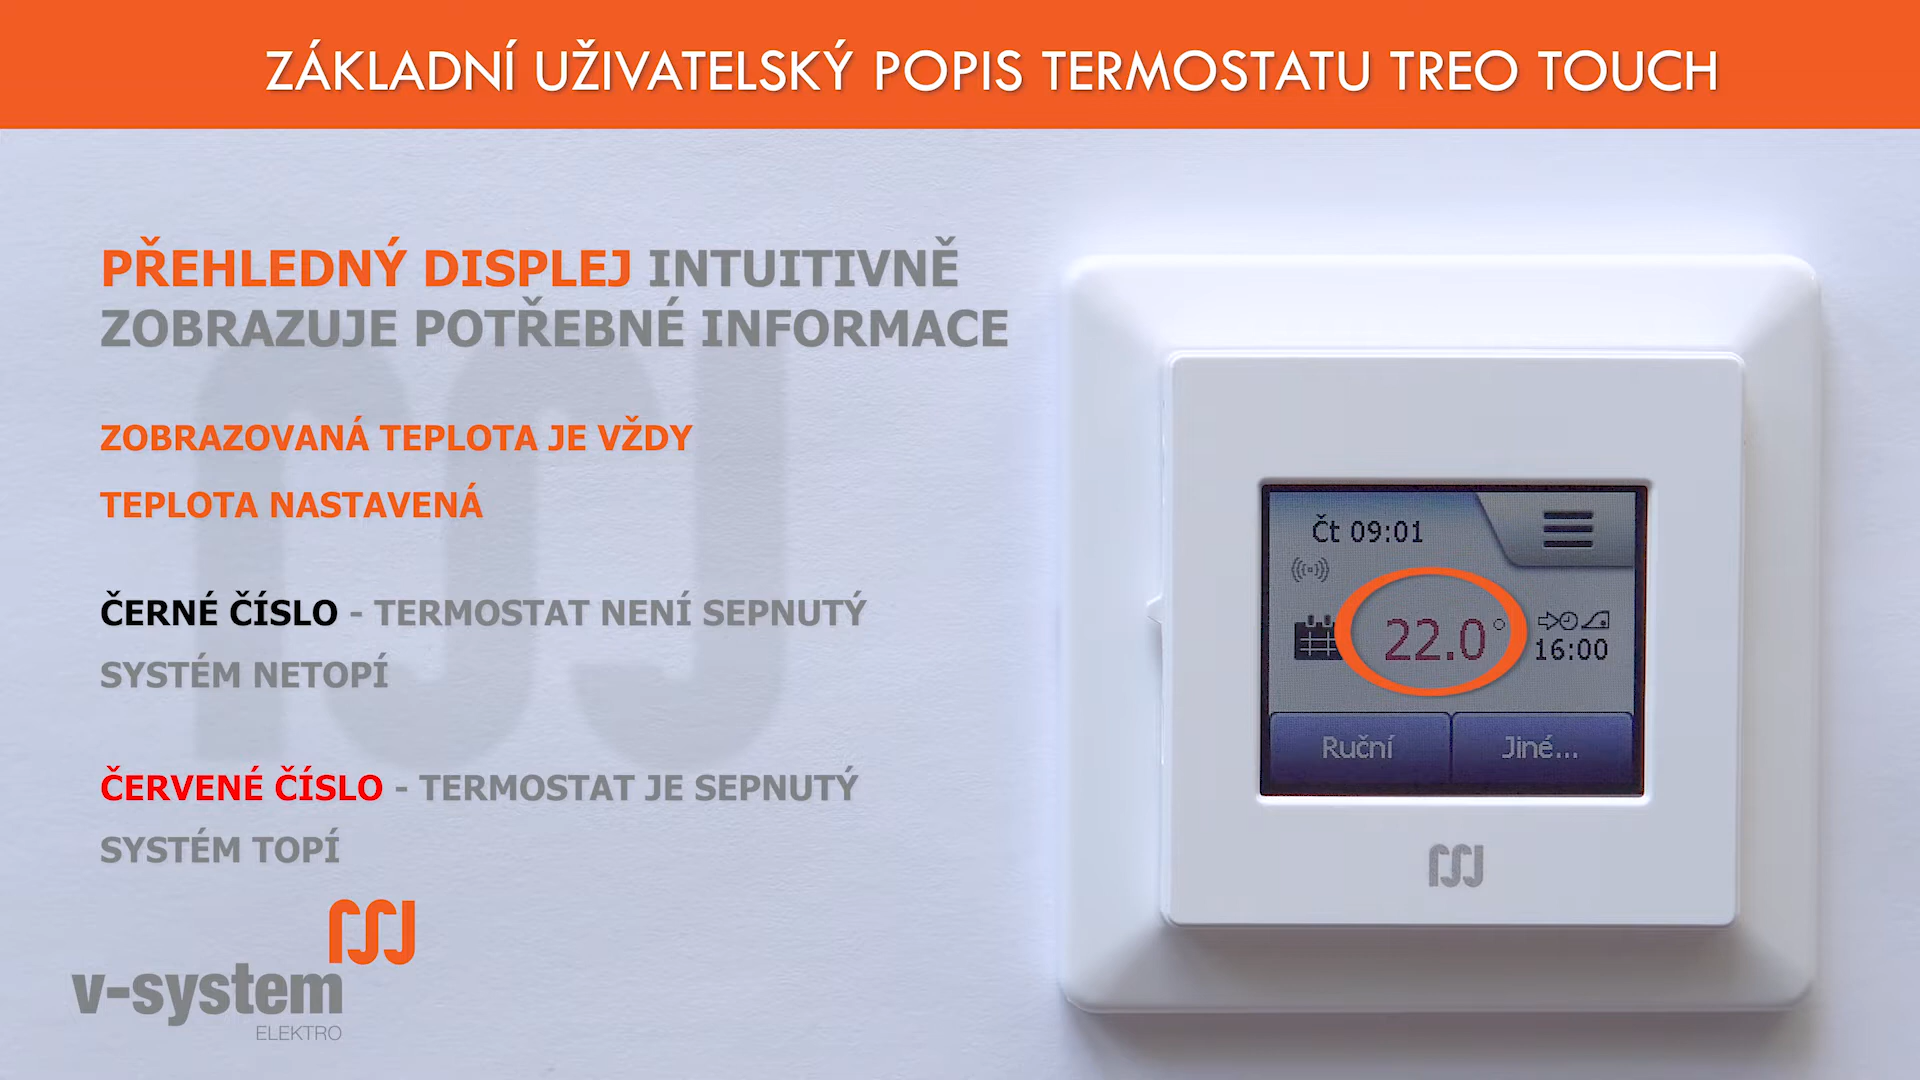 ZÁKLADNÍ UŽIVATELSKÝ POPIS TERMOSTATU TREO TOUCH
PŘEHLEDNÝ DISPLEJ INTUITIVNĚ
ZOBRAZUJE POTŘEBNÉ INFORMACE
ZOBRAZOVANÁ TEPLOTA JE VŽDY
TEPLOTA NASTAVENÁ
ČERNÉ ČÍSLO - TERMOSTAT NENÍ SEPNUTÝ
SYSTÉM NETOPÍ
ČERVENÉ ČÍSLO - TERMOSTAT JE SEPNUTÝ
SYSTÉM TOPÍ
v-system
ELEKTRO
Čt 09:01
22.0°
16:00
Ruční
Jiné...